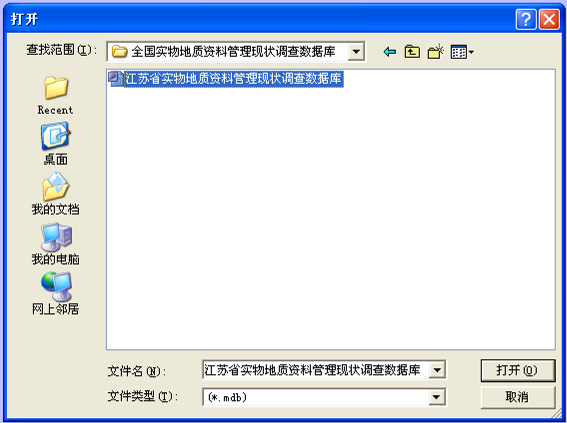 打开
查找范围(I):
全国实物地质资料管理现状调查数据库
江苏省实物地质资料管理现状调查数据库
Recent
桌面
我的文档
我的电脑
网上邻居
文件名(N):
江苏省实物地质资料管理现状调查数据库
打开(O)
文件类型(T):
(*.mdb)
取消